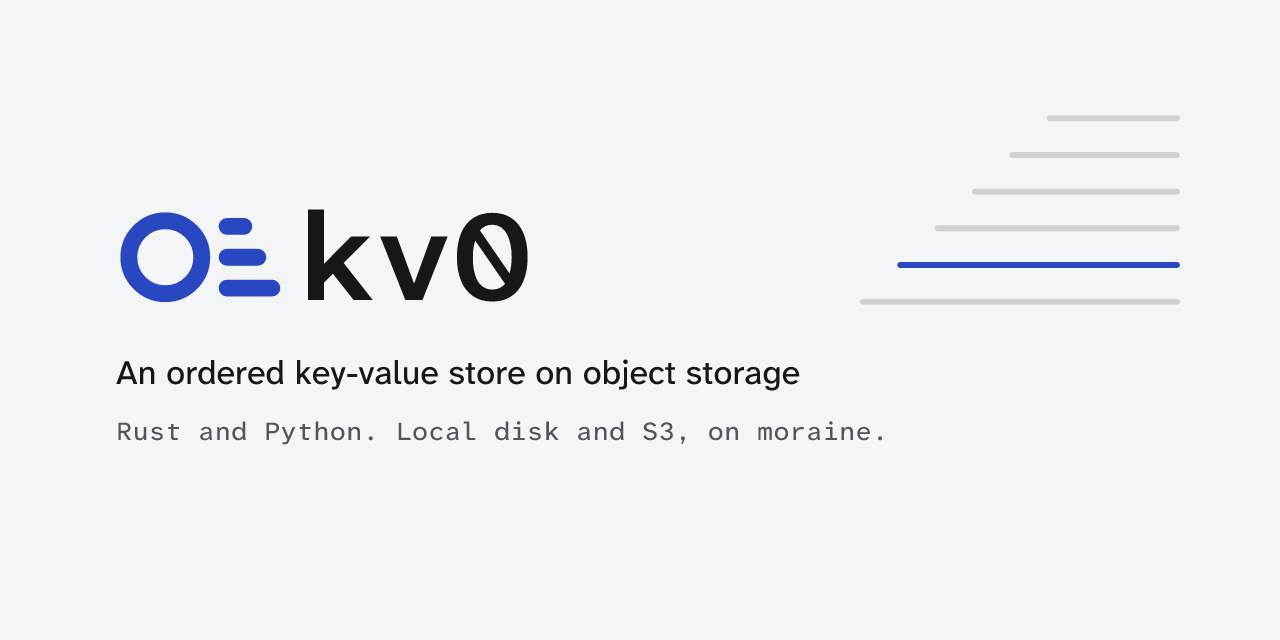 kv0
An ordered key-value store on object storage
Rust and Python. Local disk and S3, on moraine.